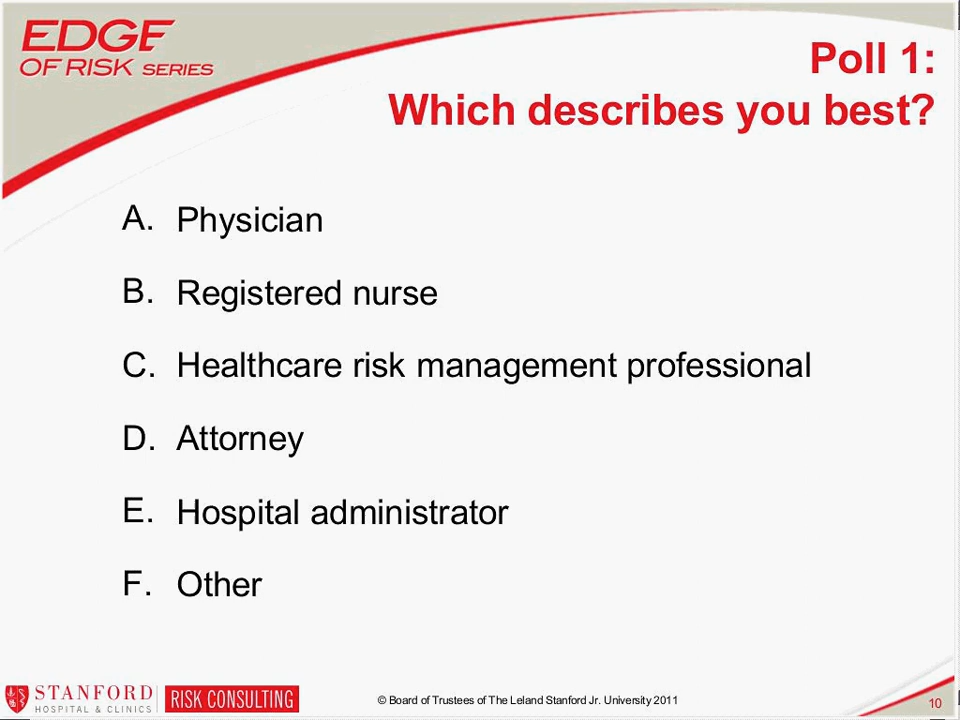 EDGE
OF RISK SERIES
Poll 1:
Which describes you best?
A. Physician
B. Registered nurse
C. Healthcare risk management professional
D. Attorney
E. Hospital administrator
F. Other
STANFORD
HOSPITAL & CLINICS
RISK CONSULTING
© Board of Trustees of The Leland Stanford Jr. University 2011
10